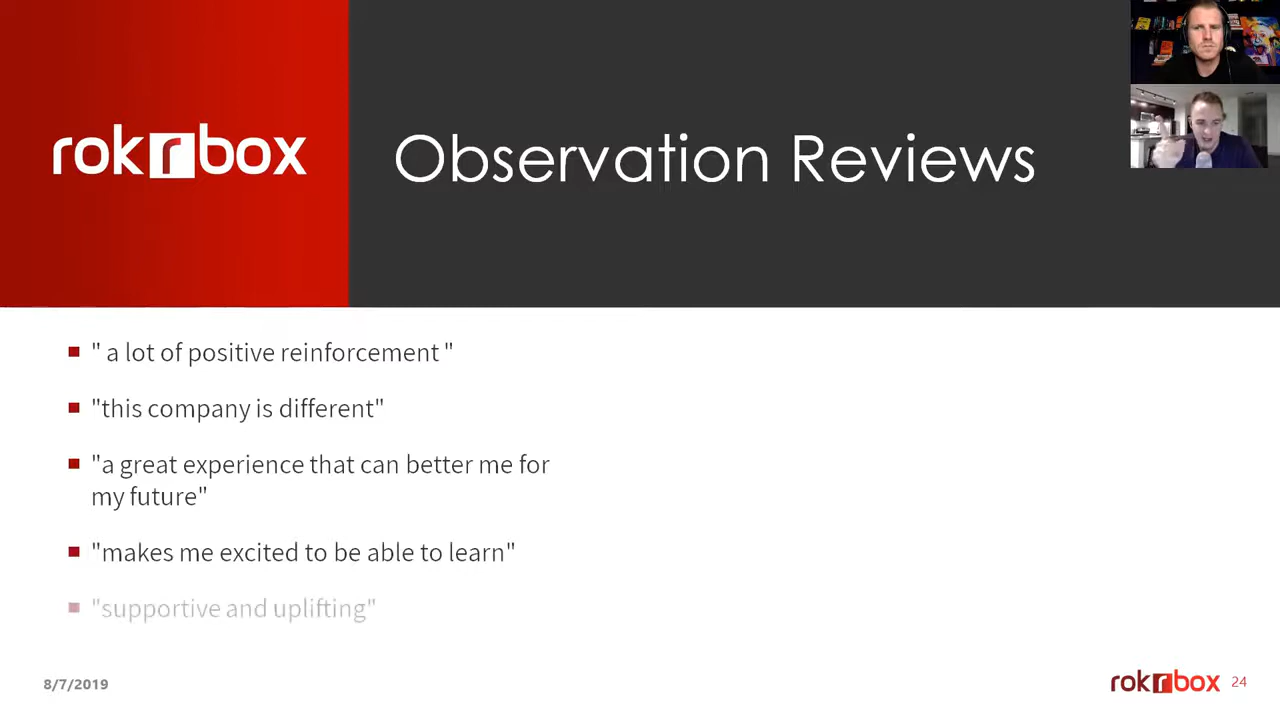 rokrbox
Observation Reviews
" a lot of positive reinforcement "
"this company is different"
"a great experience that can better me for
my future"
"makes me excited to be able to learn"
"supportive and uplifting"
8/7/2019
rokrbox
24